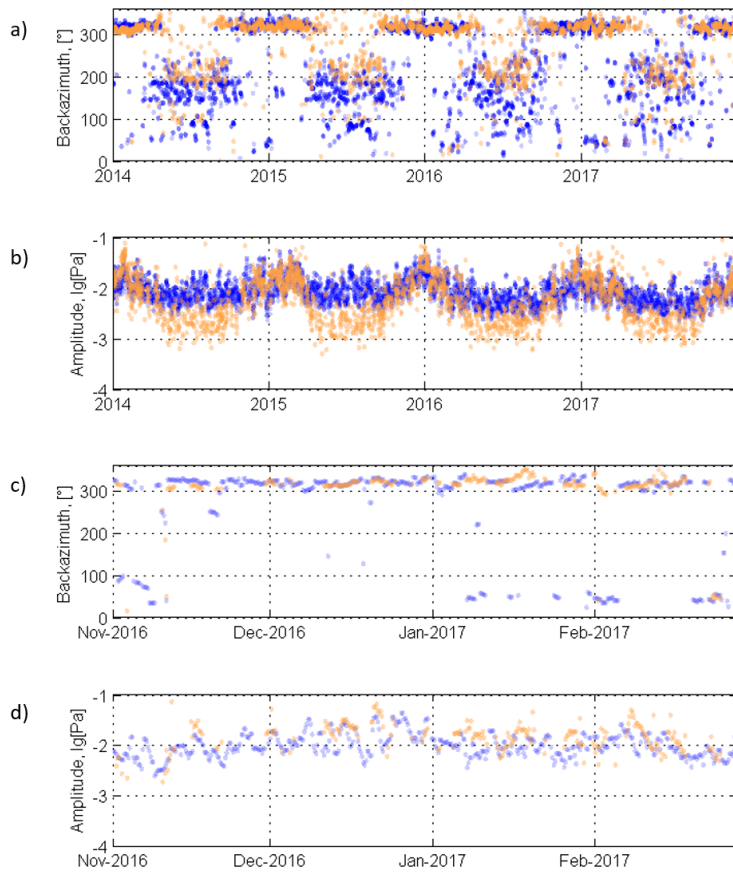 a)
Backazimuth, [°]
300
200
100
0
2014
2015
2016
2017
b)
Amplitude, lg[Pa]
-1
-2
-3
-4
2014
2015
2016
2017
c)
Backazimuth, [°]
300
200
100
0
Nov-2016
Dec-2016
Jan-2017
Feb-2017
d)
Amplitude, lg[Pa]
-1
-2
-3
-4
Nov-2016
Dec-2016
Jan-2017
Feb-2017